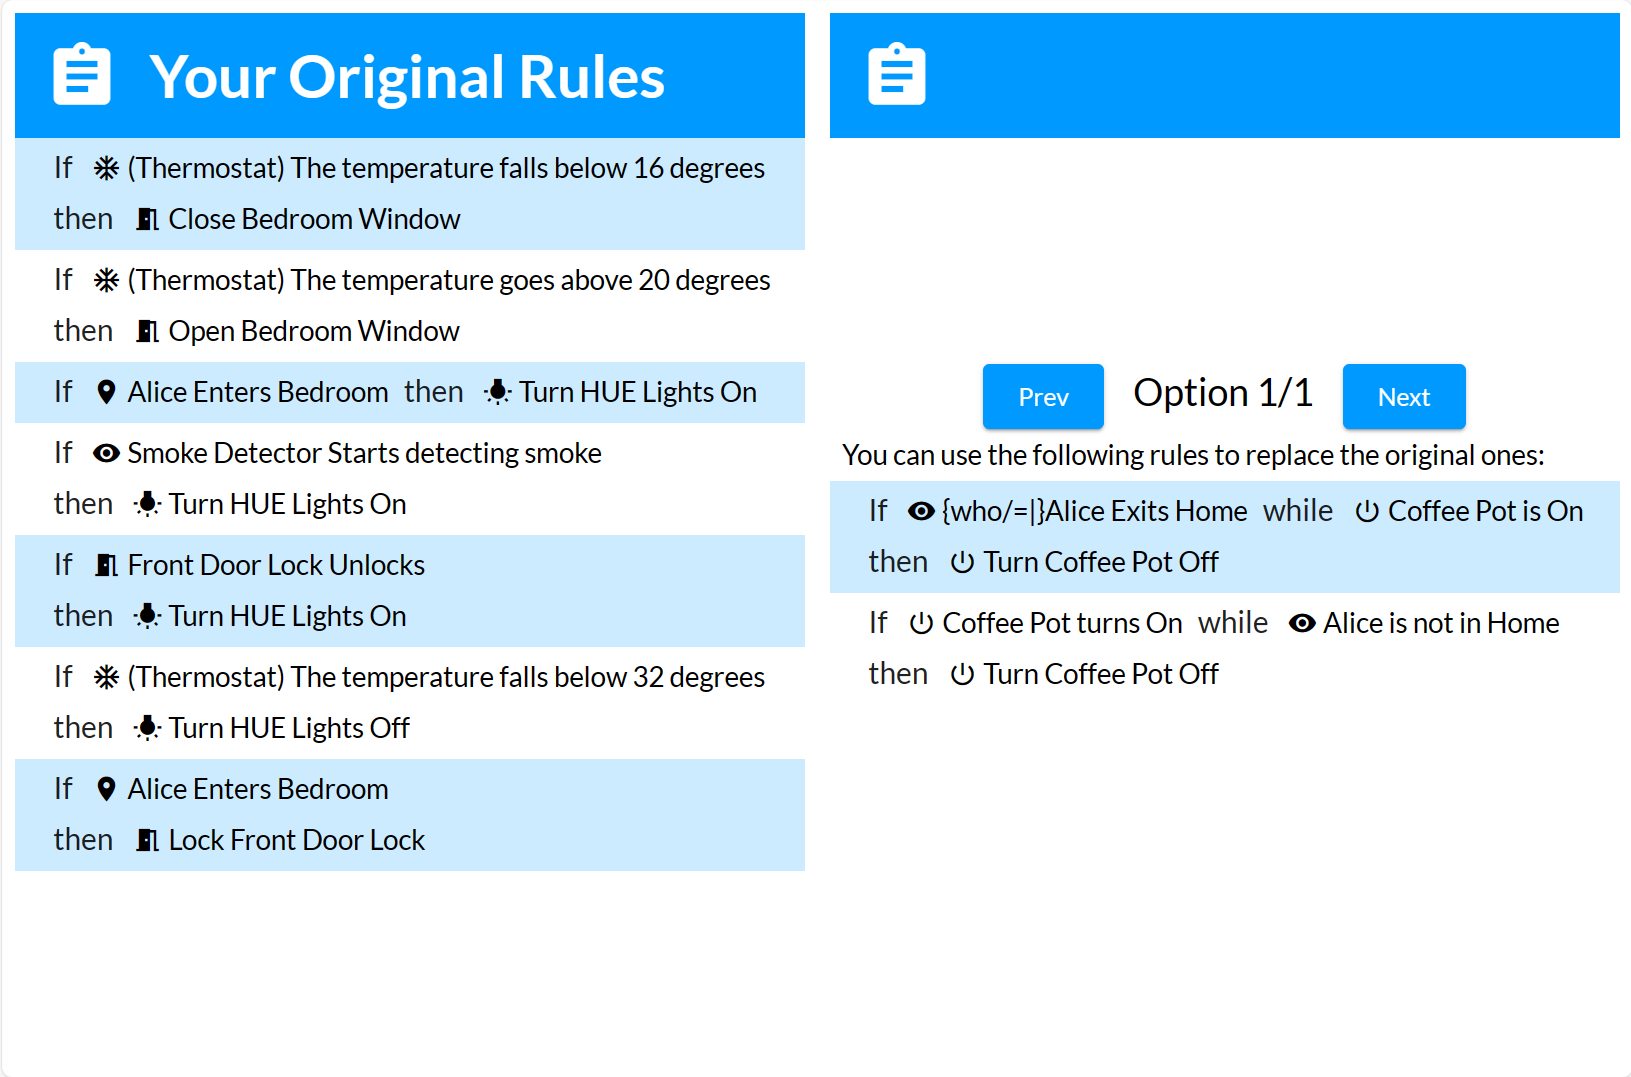 Your Original Rules
If (Thermostat) The temperature falls below 16 degrees
then Close Bedroom Window
If (Thermostat) The temperature goes above 20 degrees
then Open Bedroom Window
If Alice Enters Bedroom then Turn HUE Lights On
If Smoke Detector Starts detecting smoke
then Turn HUE Lights On
If Front Door Lock Unlocks
then Turn HUE Lights On
If (Thermostat) The temperature falls below 32 degrees
then Turn HUE Lights Off
If Alice Enters Bedroom
then Lock Front Door Lock
Prev Option 1/1 Next
You can use the following rules to replace the original ones:
If {who/=|}Alice Exits Home while Coffee Pot is On
then Turn Coffee Pot Off
If Coffee Pot turns On while Alice is not in Home
then Turn Coffee Pot Off